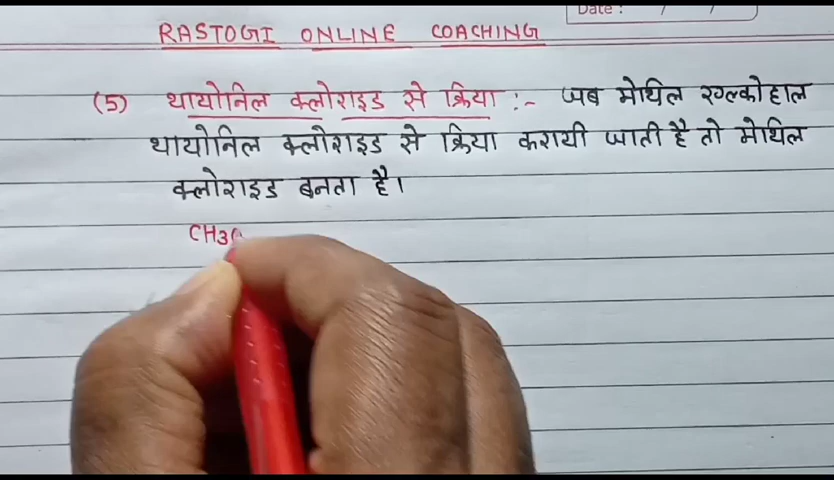 Date : / /
RASTOGI ONLINE COACHING
(5) थायोनिल क्लोराइड से क्रिया :- जब मेथिल एल्कोहाल
थायोनिल क्लोराइड से क्रिया करायी जाती है तो मेथिल
क्लोराइड बनता है।
CH3